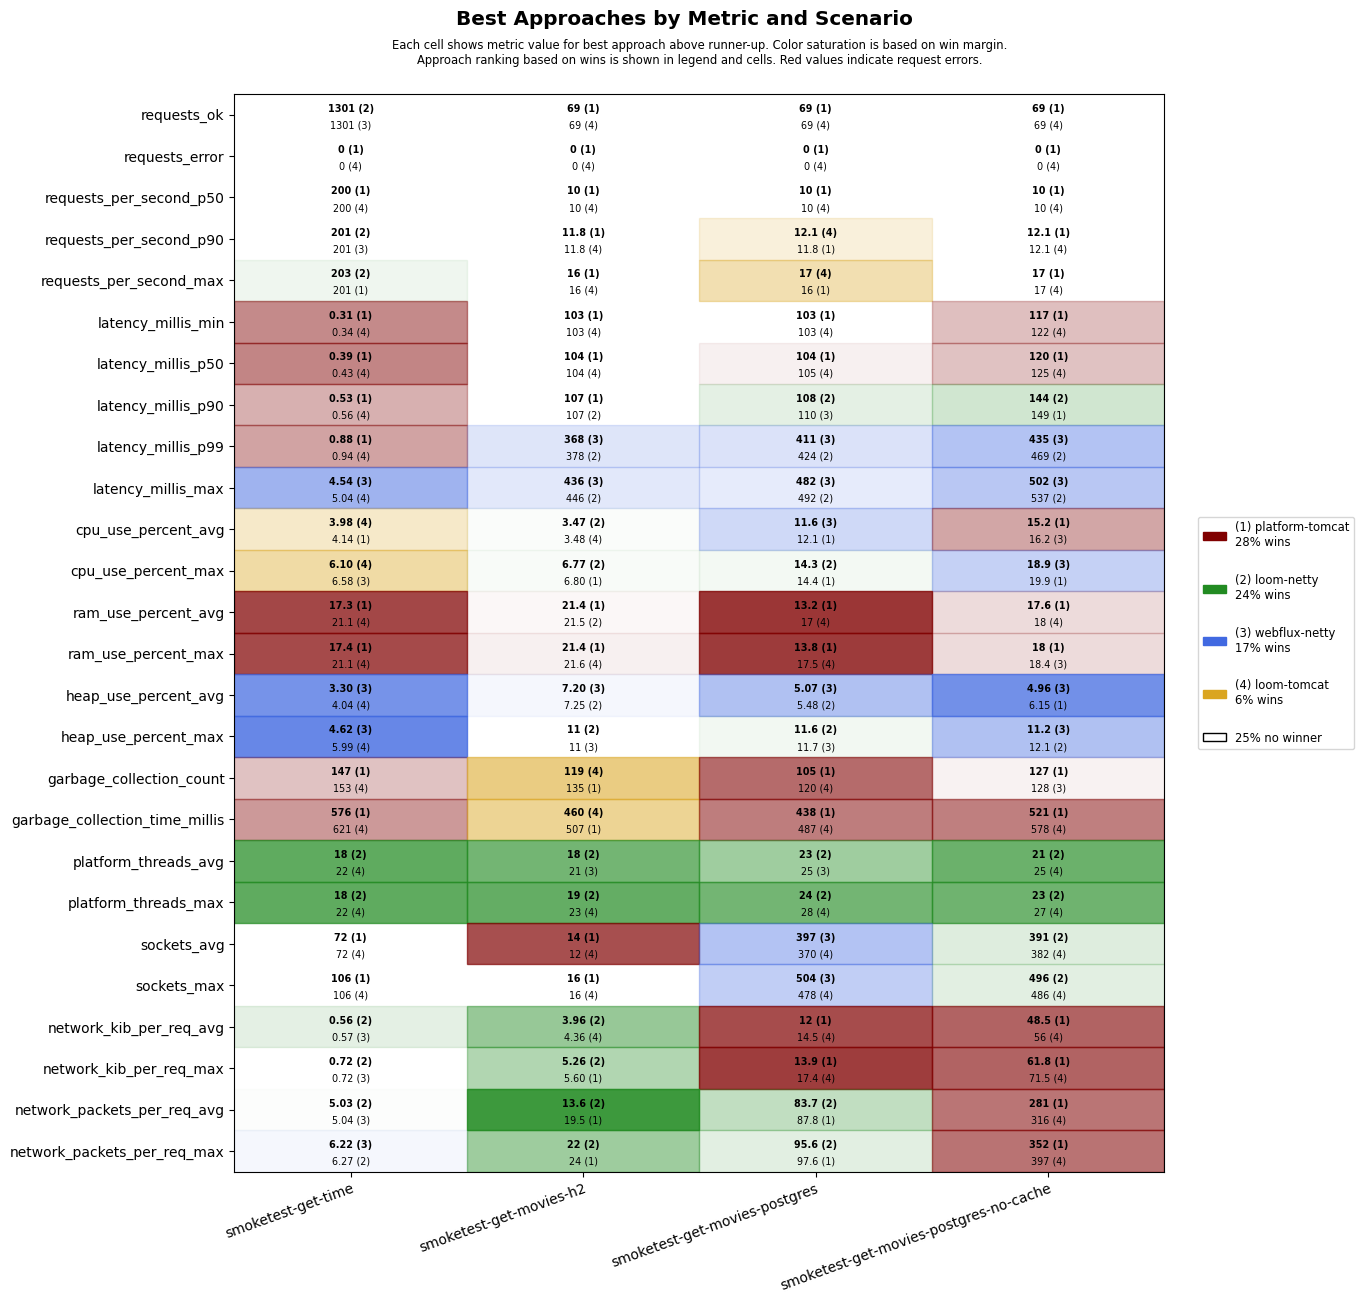 Best Approaches by Metric and Scenario
Each cell shows metric value for best approach above runner-up. Color saturation is based on win margin.
Approach ranking based on wins is shown in legend and cells. Red values indicate request errors.
requests_ok
1301 (2) 69 (1) 69 (1) 69 (1)
1301 (3) 69 (4) 69 (4) 69 (4)
requests_error
0 (1) 0 (1) 0 (1) 0 (1)
0 (4) 0 (4) 0 (4) 0 (4)
requests_per_second_p50
200 (1) 10 (1) 10 (1) 10 (1)
200 (4) 10 (4) 10 (4) 10 (4)
requests_per_second_p90
201 (2) 11.8 (1) 12.1 (4) 12.1 (1)
201 (3) 11.8 (4) 11.8 (1) 12.1 (4)
requests_per_second_max
203 (2) 16 (1) 17 (4) 17 (1)
201 (1) 16 (4) 16 (1) 17 (4)
latency_millis_min
0.31 (1) 103 (1) 103 (1) 117 (1)
0.34 (4) 103 (4) 103 (4) 122 (4)
latency_millis_p50
0.39 (1) 104 (1) 104 (1) 120 (1)
0.43 (4) 104 (4) 105 (4) 125 (4)
latency_millis_p90
0.53 (1) 107 (1) 108 (2) 144 (2)
0.56 (4) 107 (2) 110 (3) 149 (1)
latency_millis_p99
0.88 (1) 368 (3) 411 (3) 435 (3)
0.94 (4) 378 (2) 424 (2) 469 (2)
latency_millis_max
4.54 (3) 436 (3) 482 (3) 502 (3)
5.04 (4) 446 (2) 492 (2) 537 (2)
cpu_use_percent_avg
3.98 (4) 3.47 (2) 11.6 (3) 15.2 (1)
4.14 (1) 3.48 (4) 12.1 (1) 16.2 (3)
cpu_use_percent_max
6.10 (4) 6.77 (2) 14.3 (2) 18.9 (3)
6.58 (3) 6.80 (1) 14.4 (1) 19.9 (1)
ram_use_percent_avg
17.3 (1) 21.4 (1) 13.2 (1) 17.6 (1)
21.1 (4) 21.5 (2) 17 (4) 18 (4)
ram_use_percent_max
17.4 (1) 21.4 (1) 13.8 (1) 18 (1)
21.1 (4) 21.6 (4) 17.5 (4) 18.4 (3)
heap_use_percent_avg
3.30 (3) 7.20 (3) 5.07 (3) 4.96 (3)
4.04 (4) 7.25 (2) 5.48 (2) 6.15 (1)
heap_use_percent_max
4.62 (3) 11 (2) 11.6 (2) 11.2 (3)
5.99 (4) 11 (3) 11.7 (3) 12.1 (2)
garbage_collection_count
147 (1) 119 (4) 105 (1) 127 (1)
153 (4) 135 (1) 120 (4) 128 (3)
garbage_collection_time_millis
576 (1) 460 (4) 438 (1) 521 (1)
621 (4) 507 (1) 487 (4) 578 (4)
platform_threads_avg
18 (2) 18 (2) 23 (2) 21 (2)
22 (4) 21 (3) 25 (3) 25 (4)
platform_threads_max
18 (2) 19 (2) 24 (2) 23 (2)
22 (4) 23 (4) 28 (4) 27 (4)
sockets_avg
72 (1) 14 (1) 397 (3) 391 (2)
72 (4) 12 (4) 370 (4) 382 (4)
sockets_max
106 (1) 16 (1) 504 (3) 496 (2)
106 (4) 16 (4) 478 (4) 486 (4)
network_kib_per_req_avg
0.56 (2) 3.96 (2) 12 (1) 48.5 (1)
0.57 (3) 4.36 (4) 14.5 (4) 56 (4)
network_kib_per_req_max
0.72 (2) 5.26 (2) 13.9 (1) 61.8 (1)
0.72 (3) 5.60 (1) 17.4 (4) 71.5 (4)
network_packets_per_req_avg
5.03 (2) 13.6 (2) 83.7 (2) 281 (1)
5.04 (3) 19.5 (1) 87.8 (1) 316 (4)
network_packets_per_req_max
6.22 (3) 22 (2) 95.6 (2) 352 (1)
6.27 (2) 24 (1) 97.6 (1) 397 (4)
smoketest-get-time
smoketest-get-movies-h2
smoketest-get-movies-postgres
smoketest-get-movies-postgres-no-cache
(1) platform-tomcat
28% wins
(2) loom-netty
24% wins
(3) webflux-netty
17% wins
(4) loom-tomcat
6% wins
25% no winner